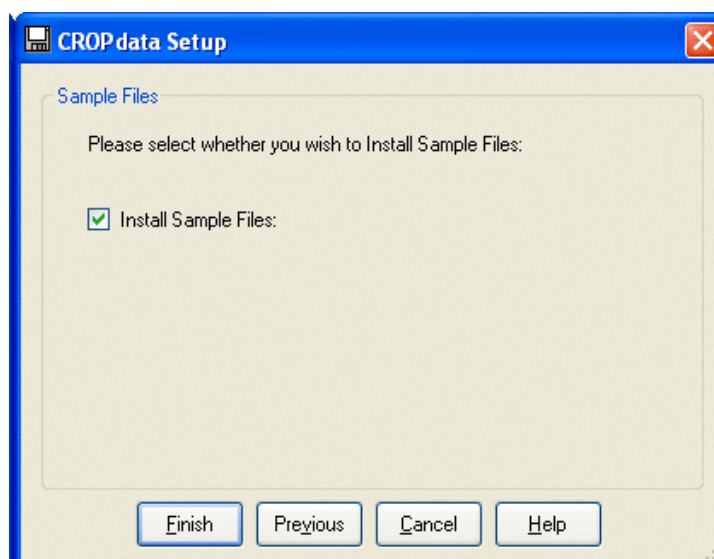 CROPdata Setup
Sample Files
Please select whether you wish to Install Sample Files:
Install Sample Files:
Finish Previous Cancel Help